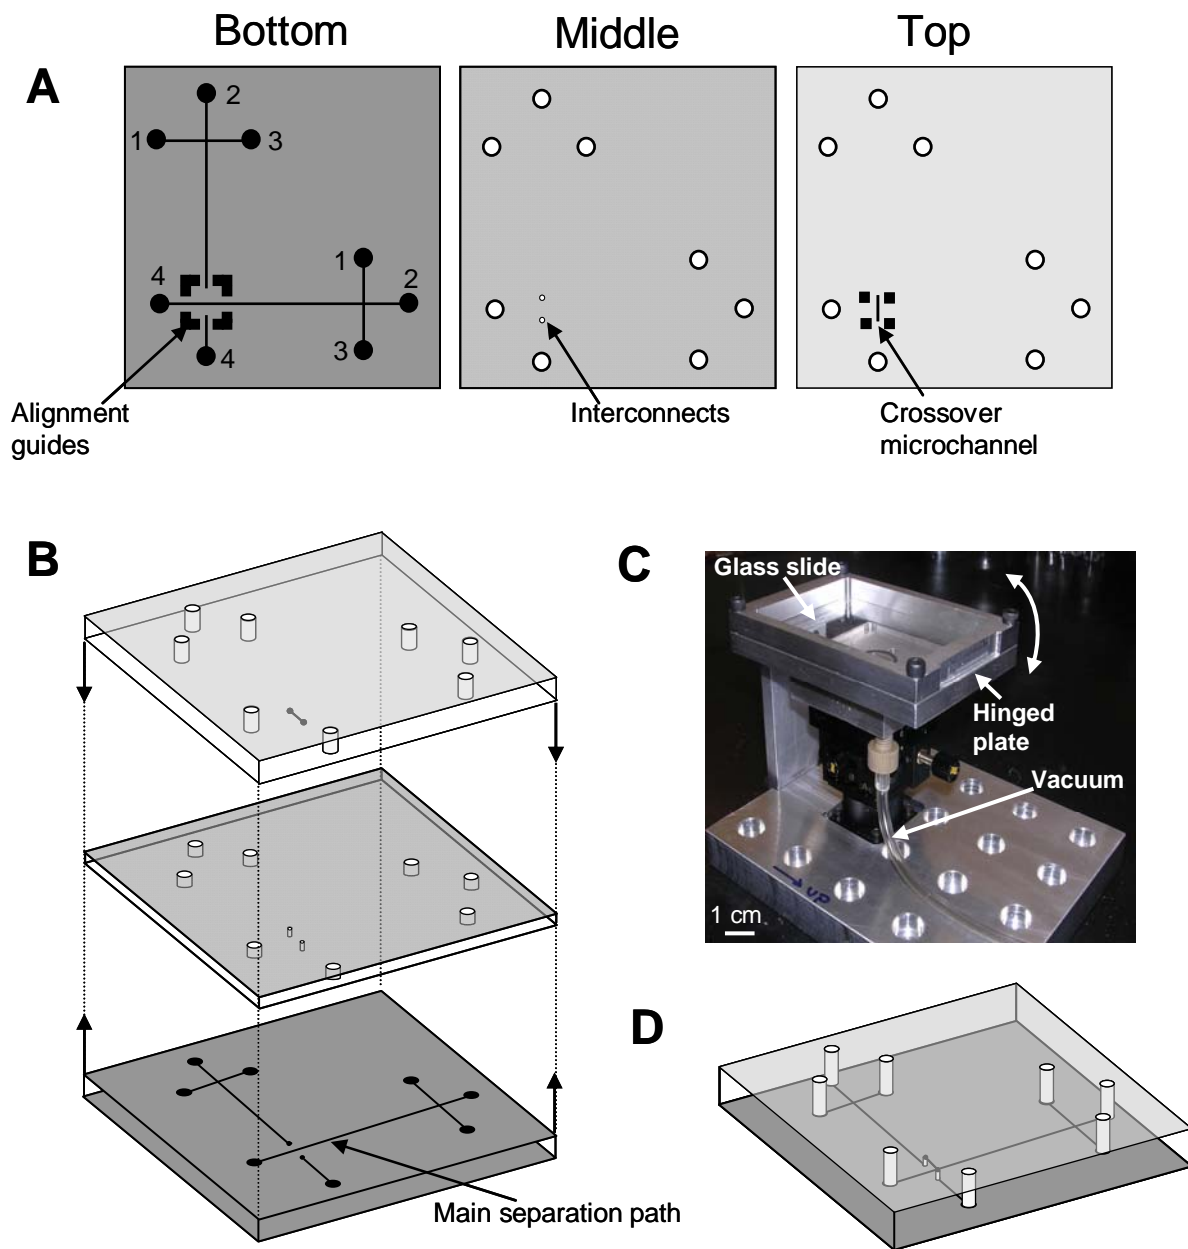 Bottom
Middle
Top
A
2
1
3
4
1
2
3
4
Alignment
guides
Interconnects
Crossover
microchannel
B
C
Glass slide
Hinged
plate
Vacuum
UP
1 cm
D
Main separation path